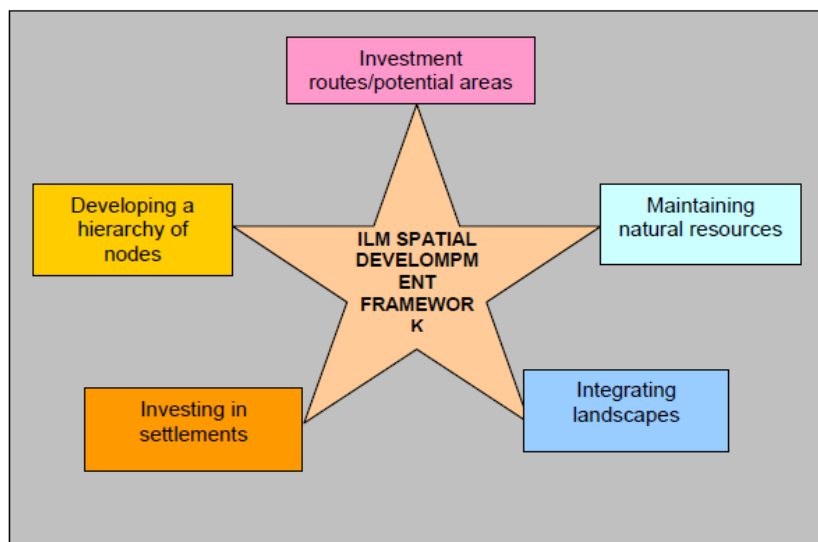 Investment
routes/potential areas
Developing a
hierarchy of
nodes
Maintaining
natural resources
ILM SPATIAL
DEVELOMPM
ENT
FRAMEWOR
K
Investing in
settlements
Integrating
landscapes